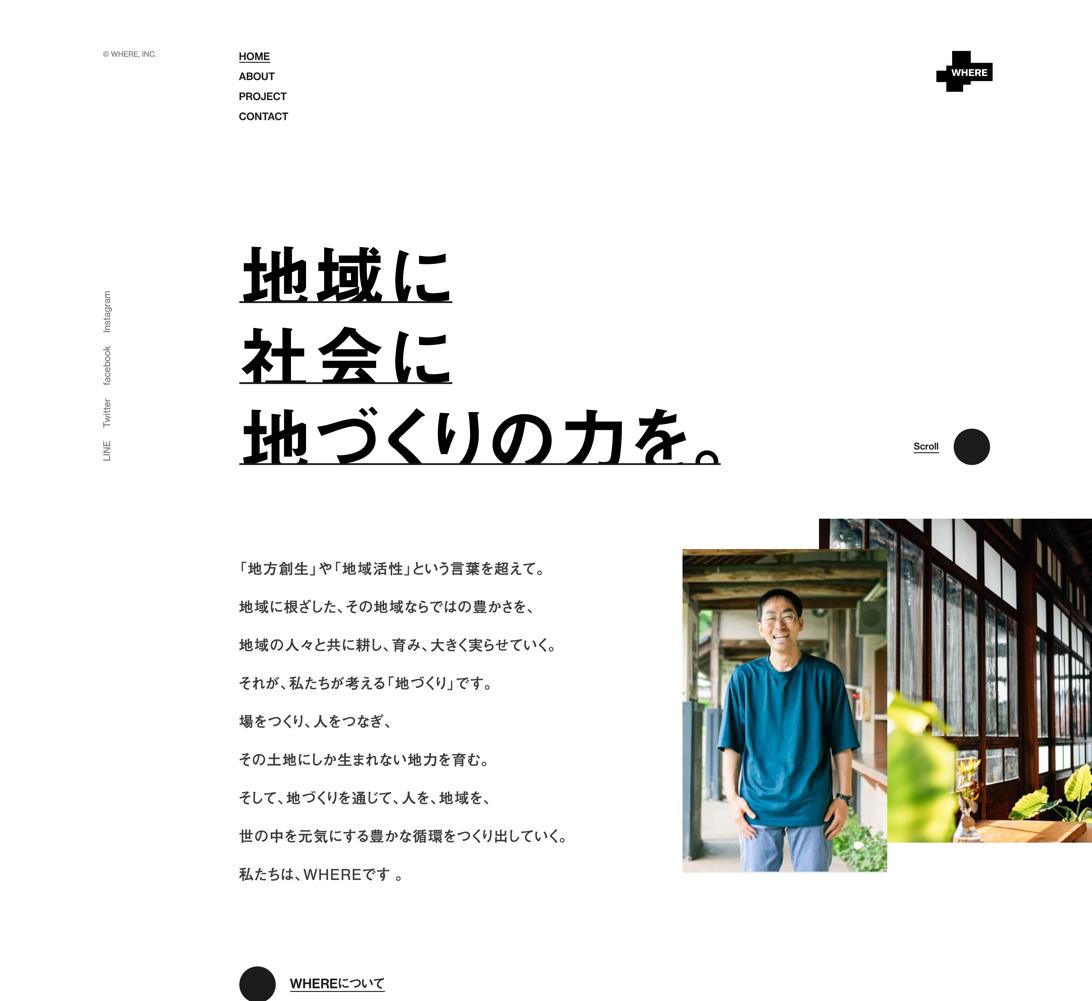 © WHERE, INC.
HOME
ABOUT
PROJECT
CONTACT
WHERE
地域に
社会に
地づくりの力を。
LINE Twitter facebook Instagram
Scroll
「地方創生」や「地域活性」という言葉を超えて。
地域に根ざした、その地域ならではの豊かさを、
地域の人々と共に耕し、育み、大きく実らせていく。
それが、私たちが考える「地づくり」です。
場をつくり、人をつなぎ、
その土地にしか生まれない地力を育む。
そして、地づくりを通じて、人を、地域を、
世の中を元気にする豊かな循環をつくり出していく。
私たちは、WHEREです 。
WHEREについて